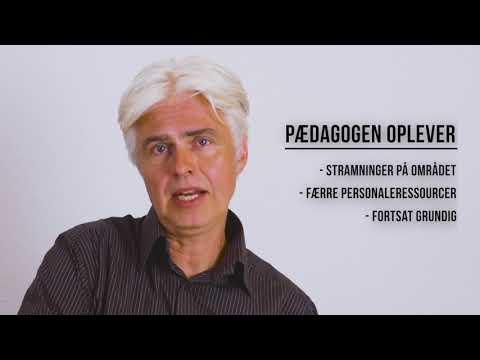 PÆDAGOGEN OPLEVER
- STRAMNINGER PÅ OMRÅDET
- FÆRRE PERSONALERESSOURCER
- FORTSAT GRUNDIG